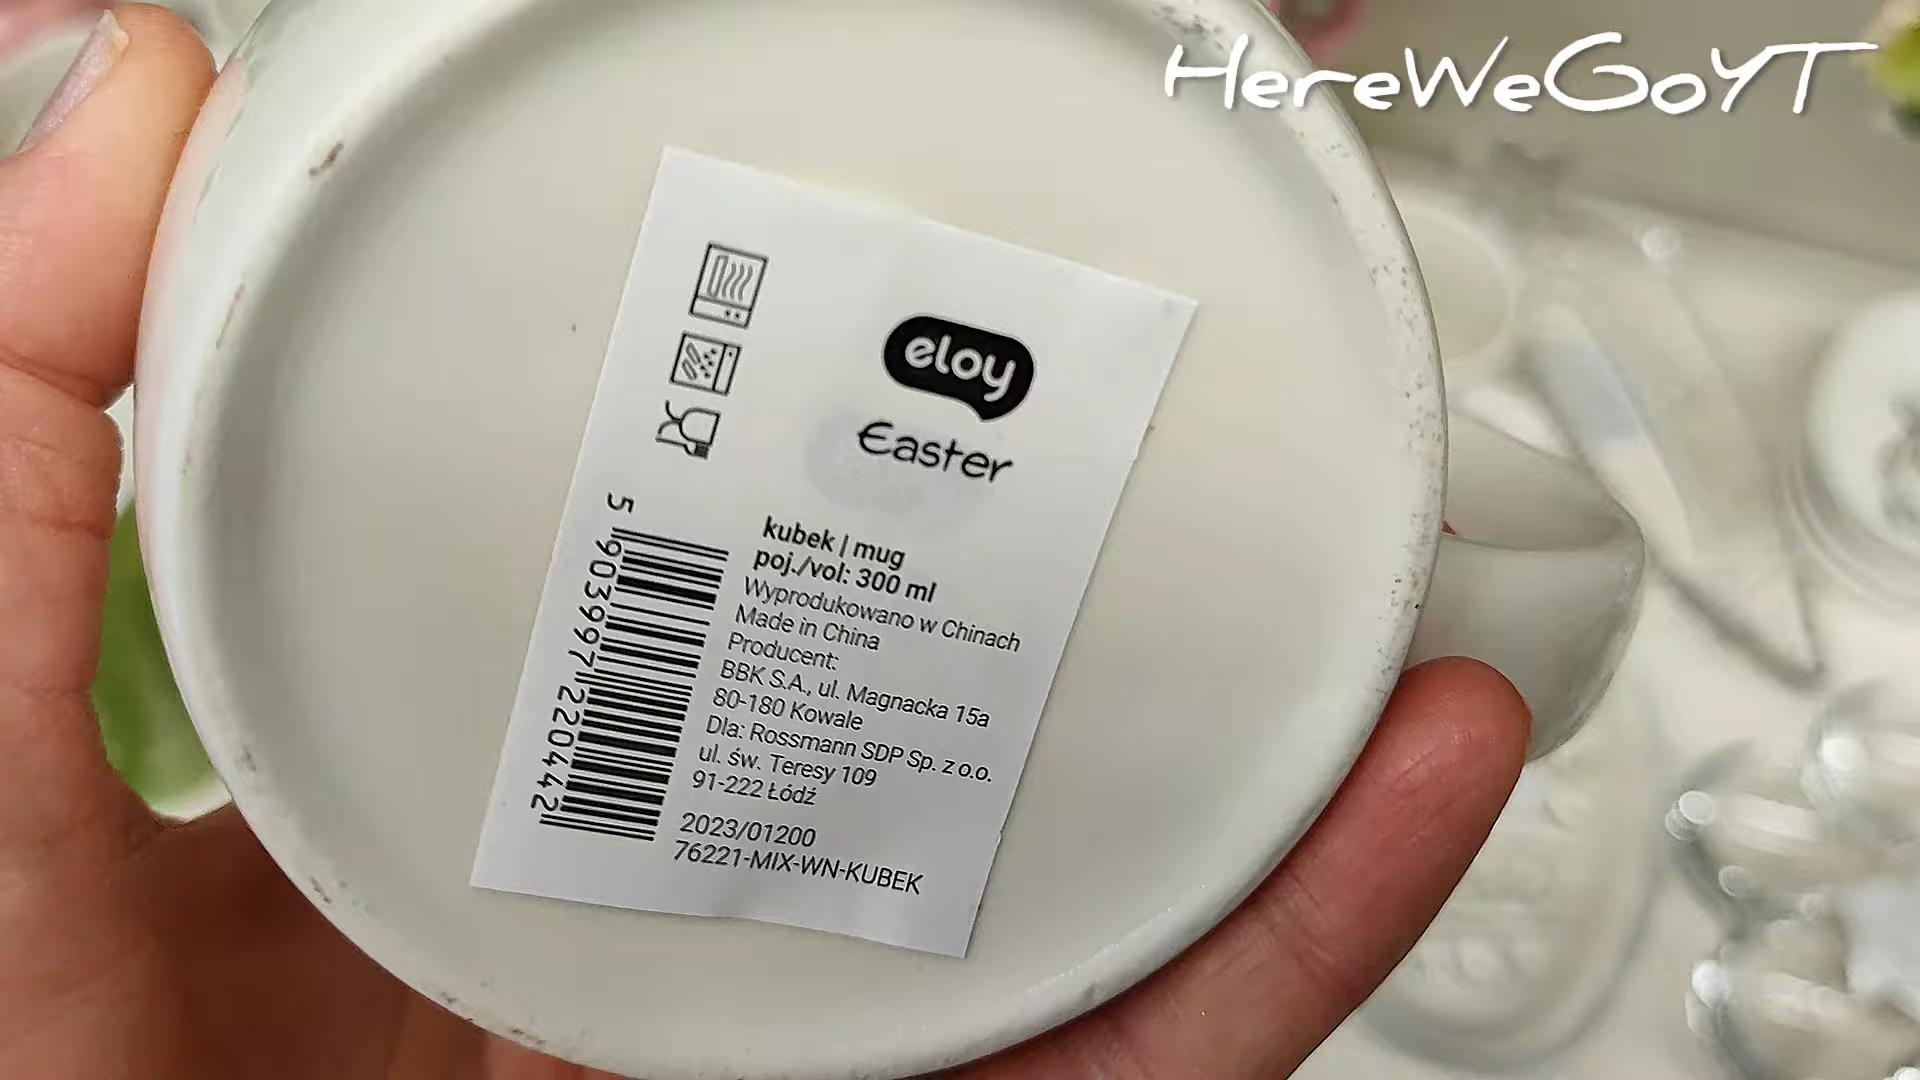 HereWeGoYT
eloy
Easter
kubek | mug
poj./vol: 300 ml
Wyprodukowano w Chinach
Made in China
Producent:
BBK S.A., ul. Magnacka 15a
80-180 Kowale
Dla: Rossmann SDP Sp. z o.o.
ul. św. Teresy 109
91-222 Łódź
2023/01200
76221-MIX-WN-KUBEK
5 903997 220442